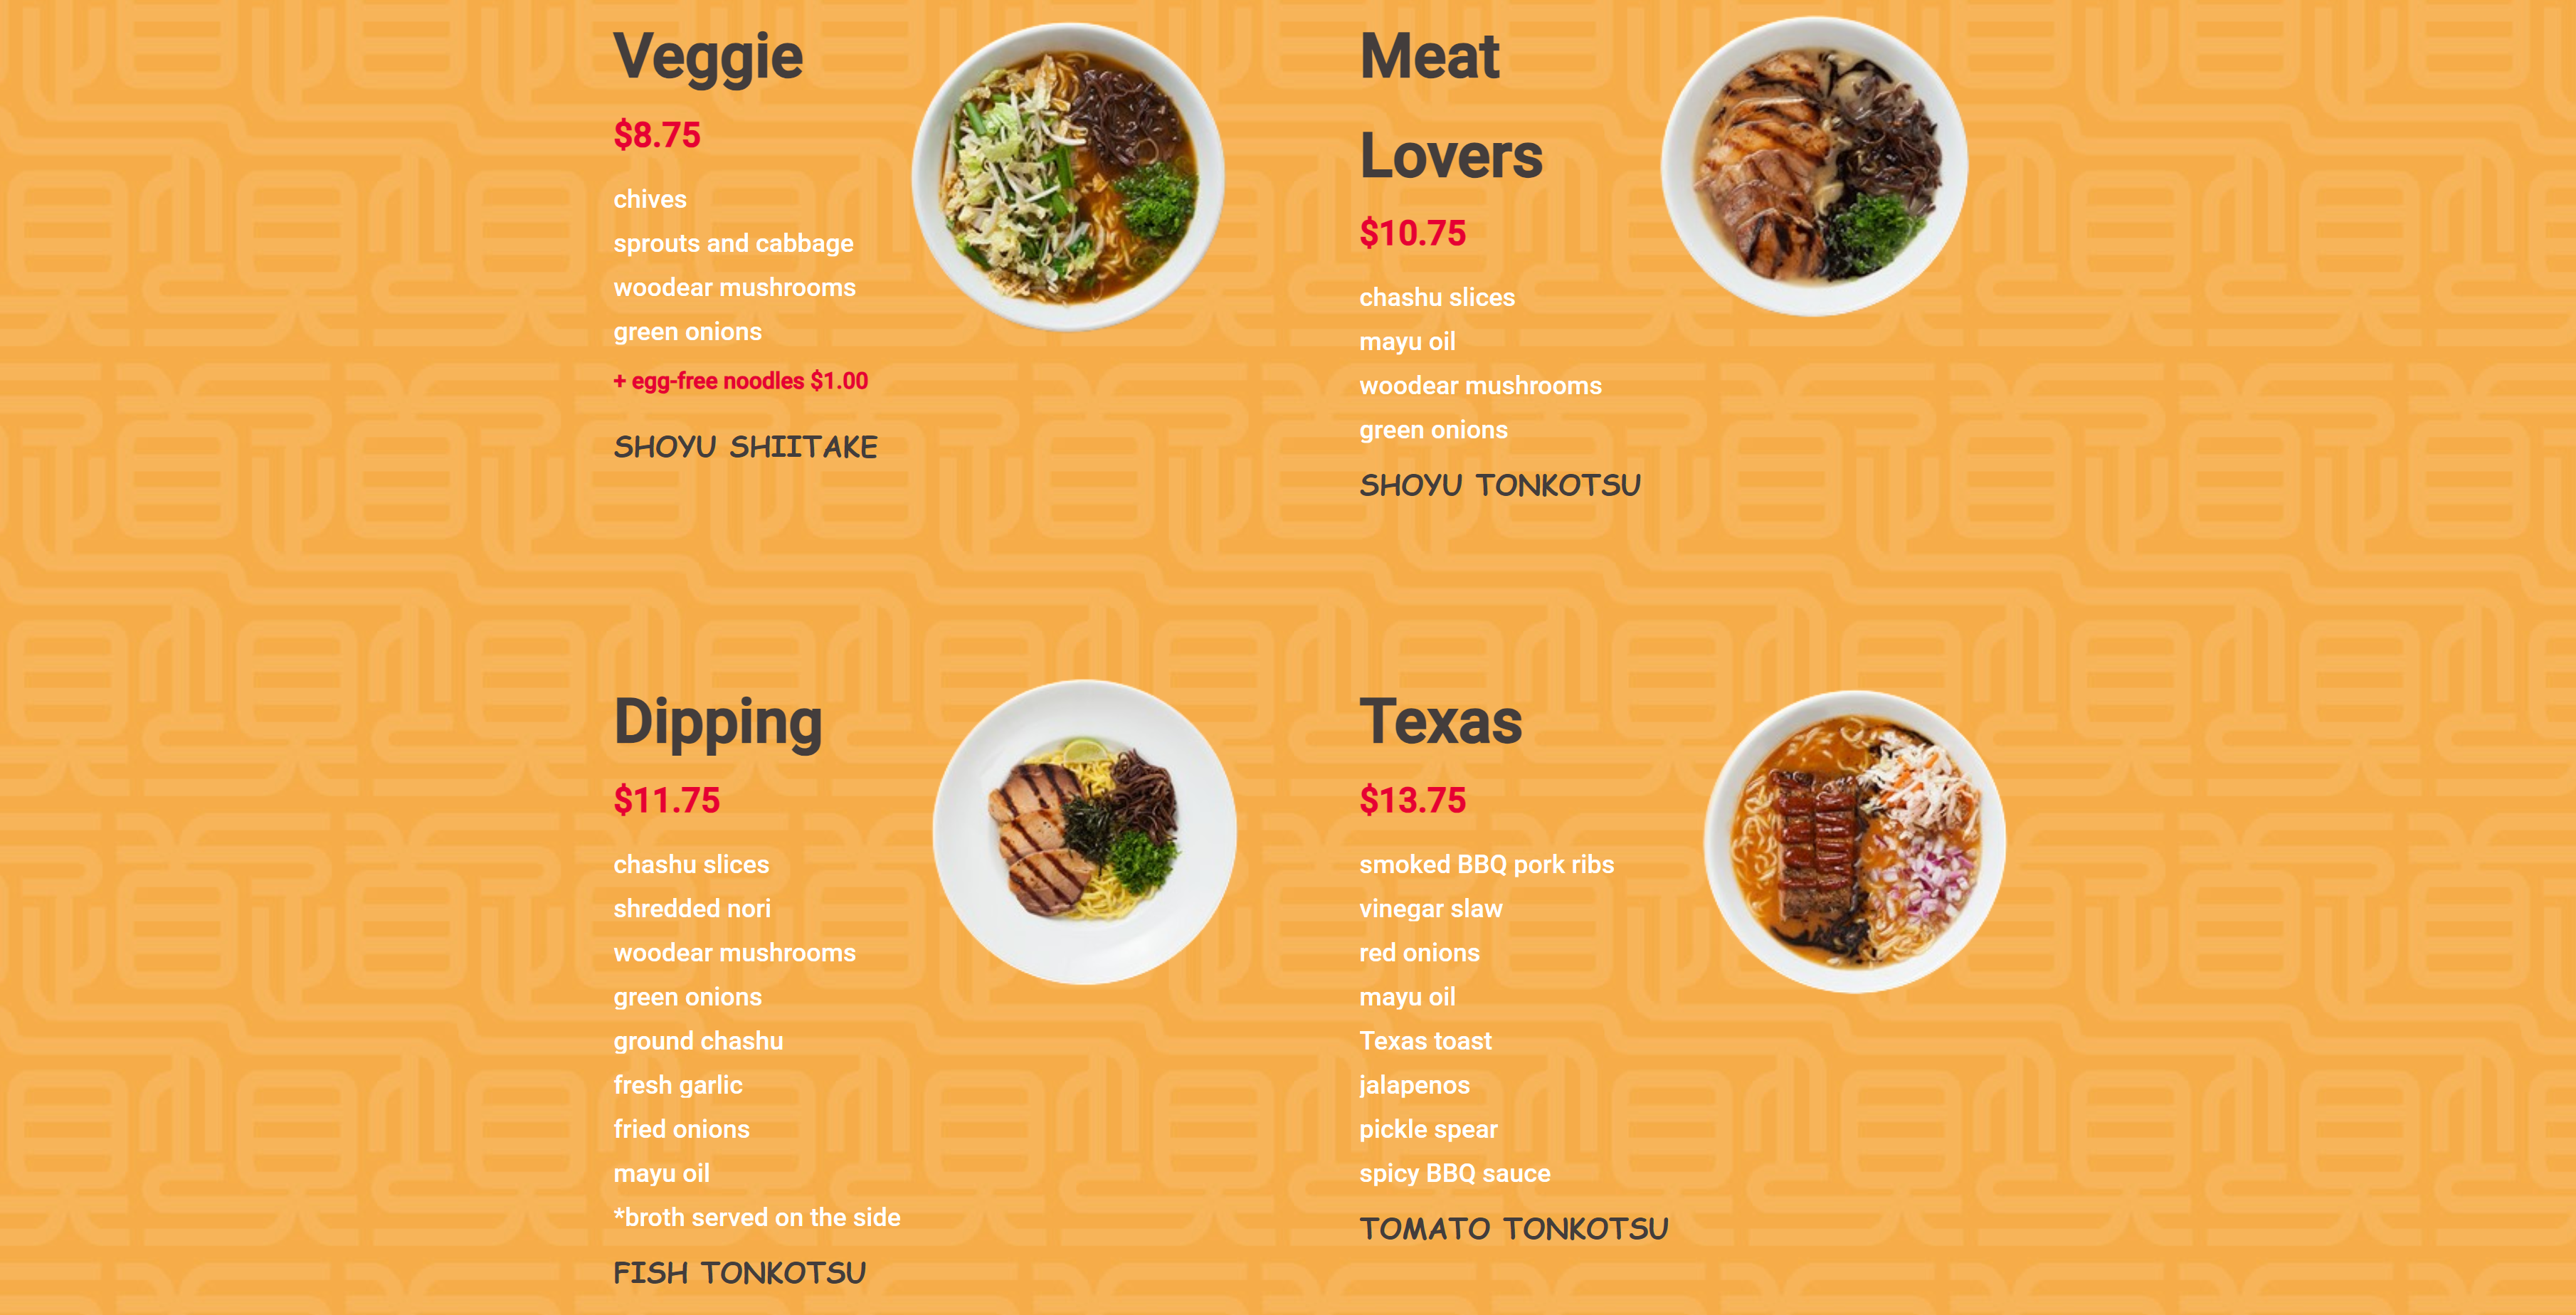 Veggie
$8.75
chives
sprouts and cabbage
woodear mushrooms
green onions
+ egg-free noodles $1.00
SHOYU SHIITAKE
Meat
Lovers
$10.75
chashu slices
mayu oil
woodear mushrooms
green onions
SHOYU TONKOTSU
Dipping
$11.75
chashu slices
shredded nori
woodear mushrooms
green onions
ground chashu
fresh garlic
fried onions
mayu oil
*broth served on the side
FISH TONKOTSU
Texas
$13.75
smoked BBQ pork ribs
vinegar slaw
red onions
mayu oil
Texas toast
jalapenos
pickle spear
spicy BBQ sauce
TOMATO TONKOTSU